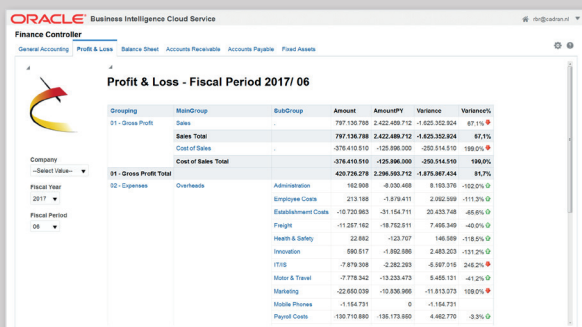 ORACLE Business Intelligence Cloud Service
rbr@cadran.nl
Finance Controller
General Accounting Profit & Loss Balance Sheet Accounts Receivable Accounts Payable Fixed Assets
Profit & Loss - Fiscal Period 2017/ 06
Company
--Select Value--
Fiscal Year
2017
Fiscal Period
06
Grouping MainGroup SubGroup Amount AmountPY Variance Variance%
01 - Gross Profit Sales . 797.136.788 2.422.489.712 -1.625.352.924 67,1%
Sales Total 797.136.788 2.422.489.712 -1.625.352.924 67,1%
Cost of Sales . -376.410.510 -125.896.000 -250.514.510 199,0%
Cost of Sales Total -376.410.510 -125.896.000 -250.514.510 199,0%
01 - Gross Profit Total 420.726.278 2.296.593.712 -1.875.867.434 81,7%
02 - Expenses Overheads Administration 162.908 -8.030.468 8.193.376 -102,0%
Employee Costs 213.188 -1.879.411 2.092.599 -111,3%
Establishment Costs -10.720.963 -31.154.711 20.433.748 -65,6%
Freight -11.257.162 -18.752.511 7.495.349 -40,0%
Heath & Safety 22.882 -123.707 146.589 -118,5%
Innovation 590.517 -1.892.586 2.483.203 -131,2%
IT/IS -7.879.308 -2.282.293 -5.597.015 245,2%
Motor & Travel -7.778.342 -13.233.473 5.455.131 -41,2%
Marketing -22.650.039 -10.836.966 -11.813.073 109,0%
Mobile Phones -1.154.731 0 -1.154.731
Payroll Costs -130.710.880 -135.173.650 4.462.770 -3,3%